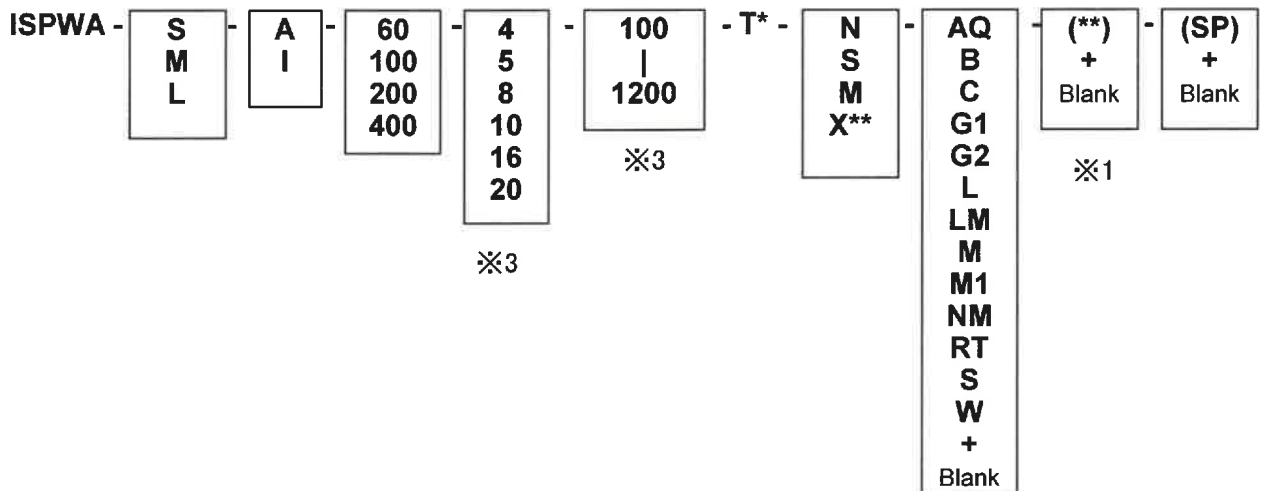 ISPWA - S - A - 60 - 4 - 100 - T* - N - AQ - (**) - (SP)
M I 100 5 | S B + +
L 200 8 1200 M C Blank Blank
400 10 X** G1
16 ※3 G2 ※1
20 L
LM
※3 M
M1
NM
RT
S
W
+
Blank